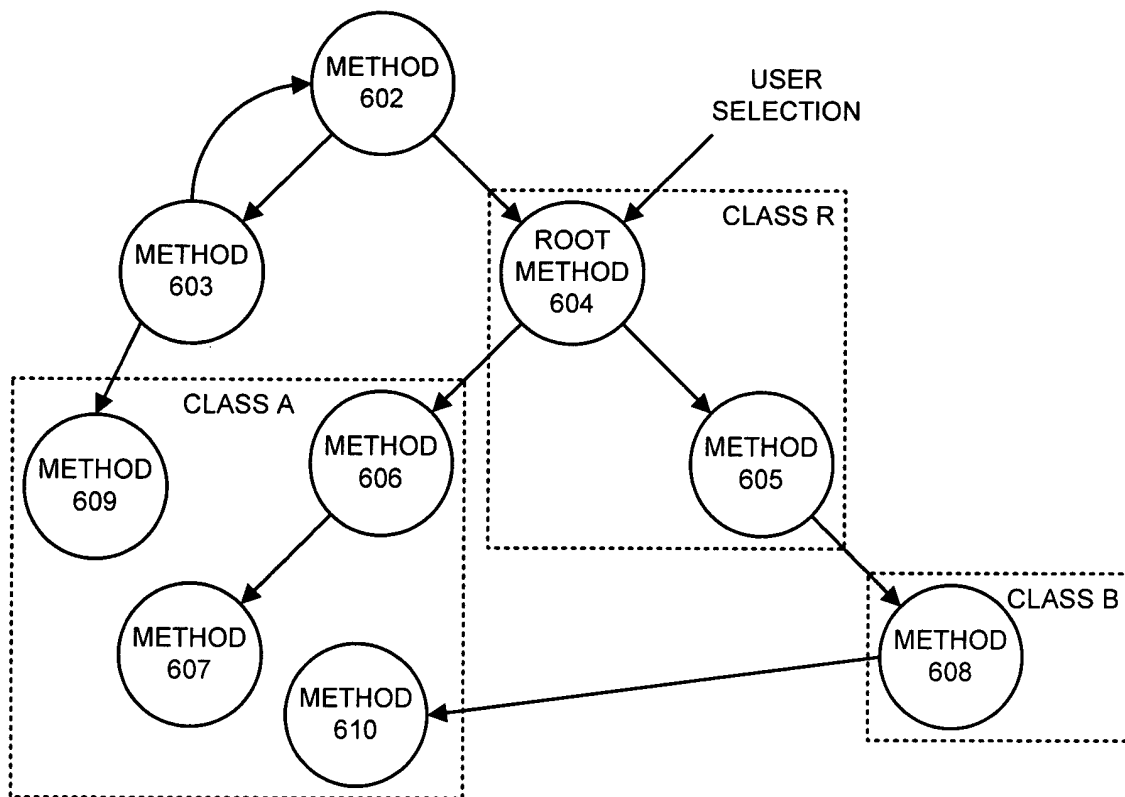 METHOD
602
USER
SELECTION
CLASS R
METHOD
603
ROOT
METHOD
604
CLASS A
METHOD
609
METHOD
606
METHOD
605
CLASS B
METHOD
607
METHOD
608
METHOD
610